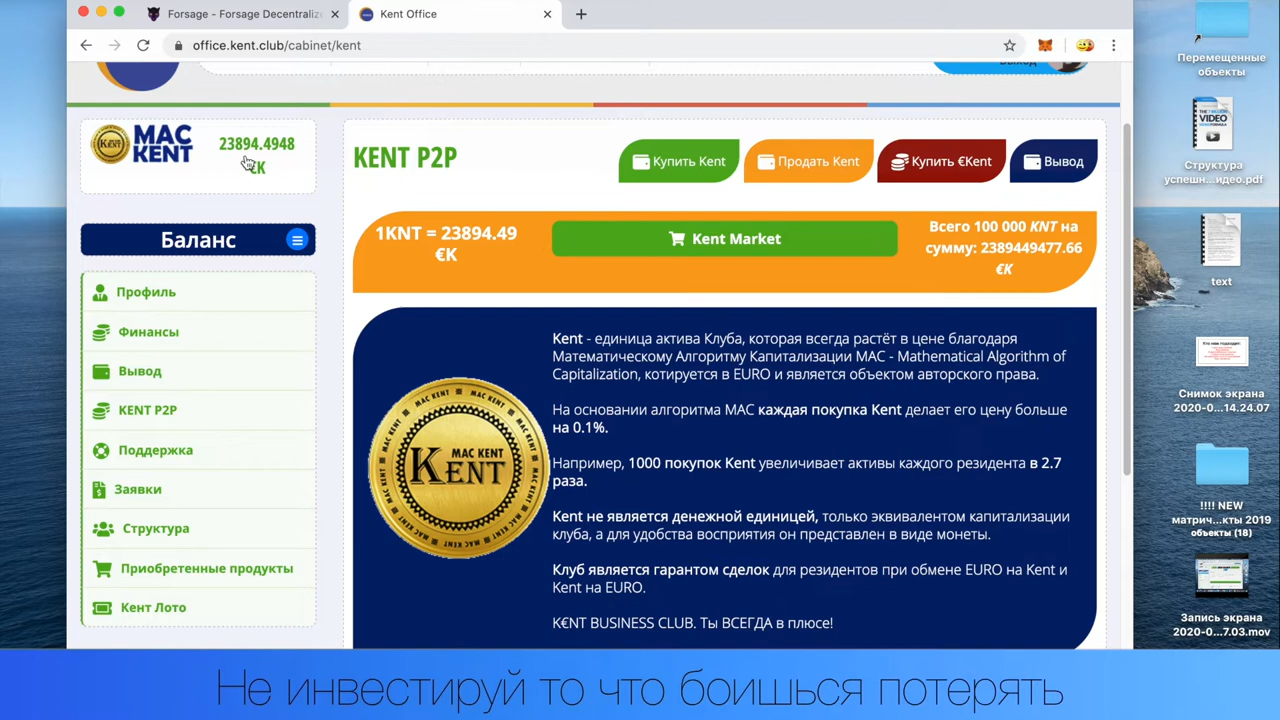 Forsage - Forsage Decentraliz
Kent Office
office.kent.club/cabinet/kent
Выход
MAC KENT
23894.4948
€K
KENT P2P
Купить Kent
Продать Kent
Купить €Kent
Вывод
Баланс
1KNT = 23894.49
€K
Kent Market
Всего 100 000 KNT на
сумму: 2389449477.66
€K
Профиль
Финансы
Вывод
KENT P2P
Поддержка
Заявки
Структура
Приобретенные продукты
Кент Лото
MAC KENT
KENT
Kent - единица актива Клуба, которая всегда растёт в цене благодаря
Математическому Алгоритму Капитализации MAC - Mathematical Algorithm of
Capitalization, котируется в EURO и является объектом авторского права.
На основании алгоритма MAC каждая покупка Kent делает его цену больше
на 0.1%.
Например, 1000 покупок Kent увеличивает активы каждого резидента в 2.7
раза.
Kent не является денежной единицей, только эквивалентом капитализации
клуба, а для удобства восприятия он представлен в виде монеты.
Клуб является гарантом сделок для резидентов при обмене EURO на Kent и
Kent на EURO.
K€NT BUSINESS CLUB. Ты ВСЕГДА в плюсе!
Перемещенные
объекты
Структура
успешн...идео.pdf
text
Снимок экрана
2020-0...14.24.07
!!!! NEW
матрич...кты 2019
объекты (18)
Запись экрана
2020-0...7.03.mov
Не инвестируй то что боишься потерять